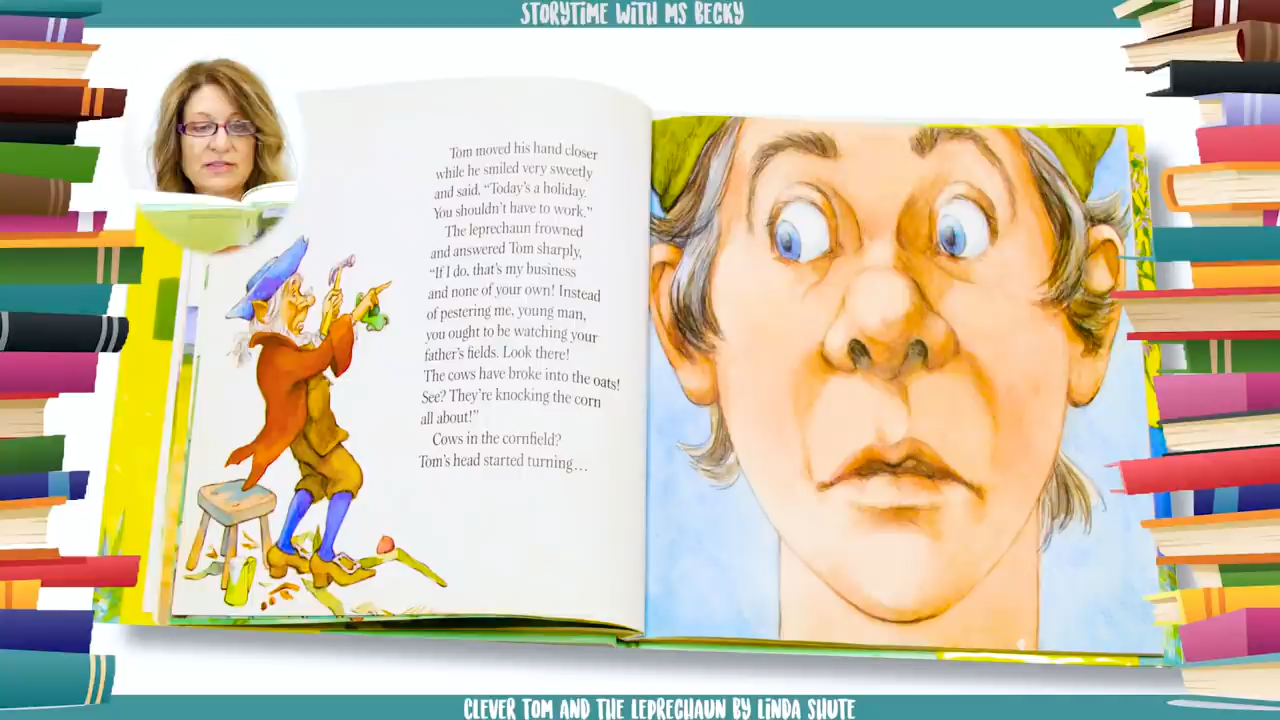 STORYTIME WITH MS BECKY
Tom moved his hand closer
while he smiled very sweetly
and said, "Today's a holiday.
You shouldn't have to work."
The leprechaun frowned
and answered Tom sharply,
"If I do, that's my business
and none of your own! Instead
of pestering me, young man,
you ought to be watching your
father's fields. Look there!
The cows have broke into the oats!
See? They're knocking the corn
all about!"
Cows in the cornfield?
Tom's head started turning...
CLEVER TOM AND THE LEPRECHAUN BY LINDA SHUTE